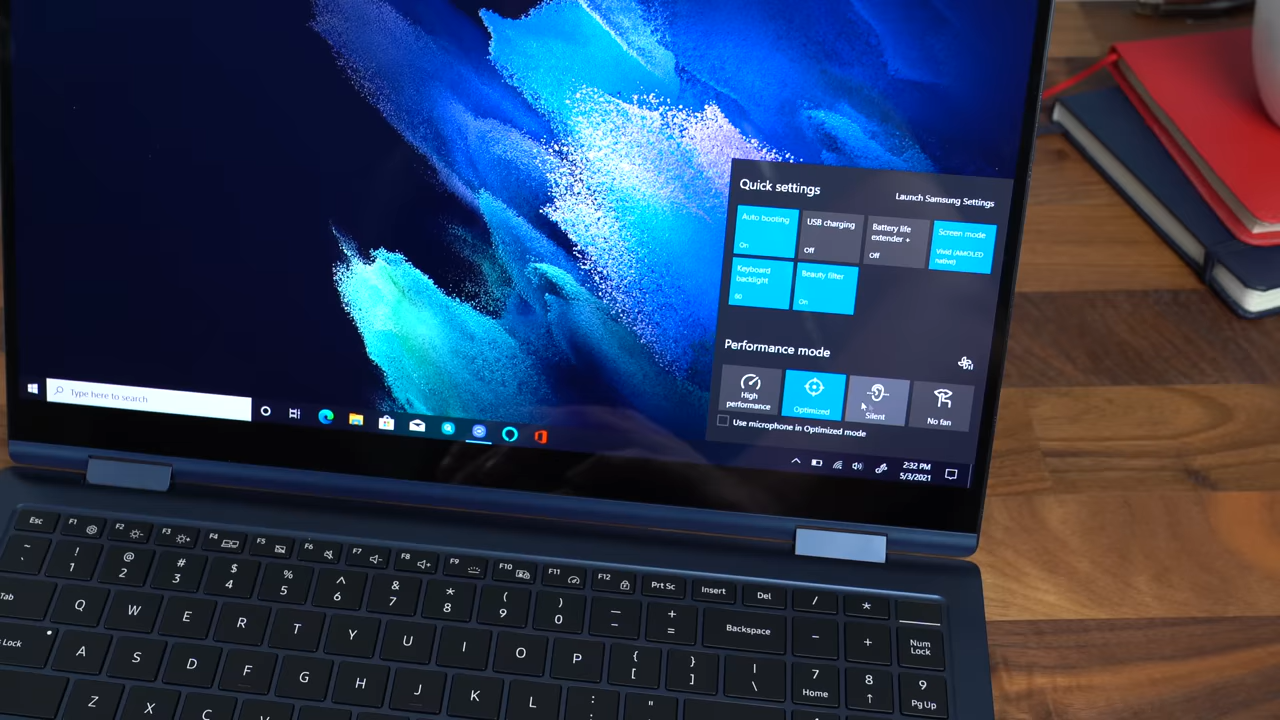 Quick settings
Launch Samsung Settings
Auto booting
On
USB charging
Off
Battery life
extender +
Off
Screen mode
Vivid (AMOLED
native)
Keyboard
backlight
80
Beauty filter
On
Performance mode
High
performance
Optimized
Silent
No fan
Use microphone in Optimized mode
Type here to search
2:32 PM
5/3/2021
Esc
F1
F2
F3
F4
F5
F6
F7
F8
F9
F10
F11
F12
Prt Sc
Insert
Del
/
*
~ `
! 1
@ 2
# 3
$ 4
% 5
^ 6
& 7
* 8
( 9
) 0
_ -
+ =
Backspace
-
+
Num
Lock
Tab
Q
W
E
R
T
Y
U
I
O
P
{ [
} ]
| \
7
Home
8
↑
9
Pg Up
Lock
A
S
D
F
G
H
J
K
L
:
;
"
Z
X
C